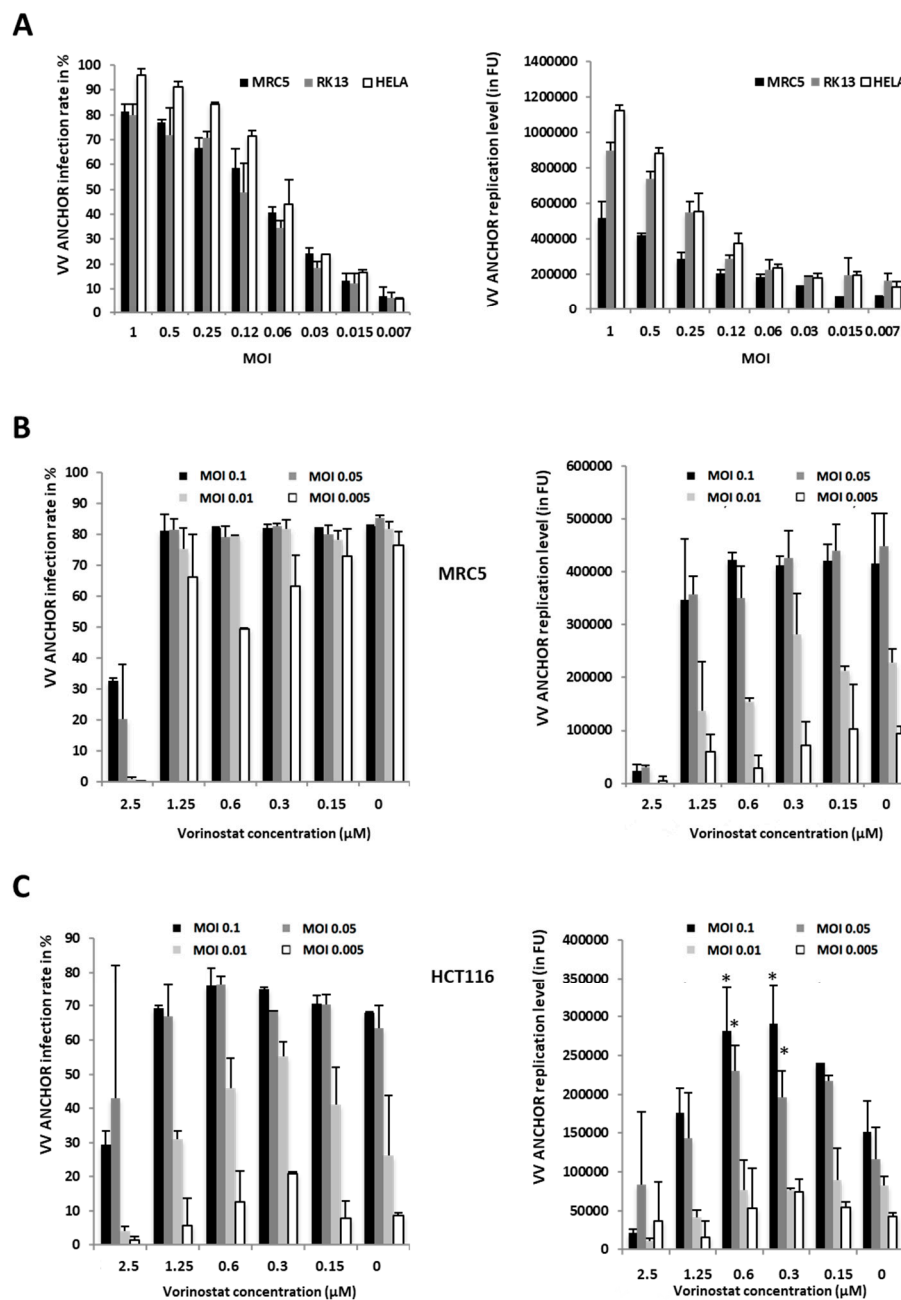 A
VV ANCHOR infection rate in %
100
90
80
70
60
50
40
30
20
10
0
MRC5 RK13 HELA
1 0.5 0.25 0.12 0.06 0.03 0.015 0.007
MOI
VV ANCHOR replication level (in FU)
1400000
1200000
1000000
800000
600000
400000
200000
0
MRC5 RK13 HELA
1 0.5 0.25 0.12 0.06 0.03 0.015 0.007
MOI
B
VV ANCHOR infection rate in %
100
90
80
70
60
50
40
30
20
10
0
MOI 0.1 MOI 0.05
MOI 0.01 MOI 0.005
2.5 1.25 0.6 0.3 0.15 0
Vorinostat concentration (µM)
MRC5
VV ANCHOR replication level (in FU)
600000
500000
400000
300000
200000
100000
0
MOI 0.1 MOI 0.05
MOI 0.01 MOI 0.005
2.5 1.25 0.6 0.3 0.15 0
Vorinostat concentration (µM)
C
VV ANCHOR infection rate in %
90
80
70
60
50
40
30
20
10
0
MOI 0.1 MOI 0.05
MOI 0.01 MOI 0.005
2.5 1.25 0.6 0.3 0.15 0
Vorinostat concentration (µM)
HCT116
VV ANCHOR replication level (in FU)
400000
350000
300000
250000
200000
150000
100000
50000
0
MOI 0.1 MOI 0.05
MOI 0.01 MOI 0.005
* *
* *
2.5 1.25 0.6 0.3 0.15 0
Vorinostat concentration (µM)